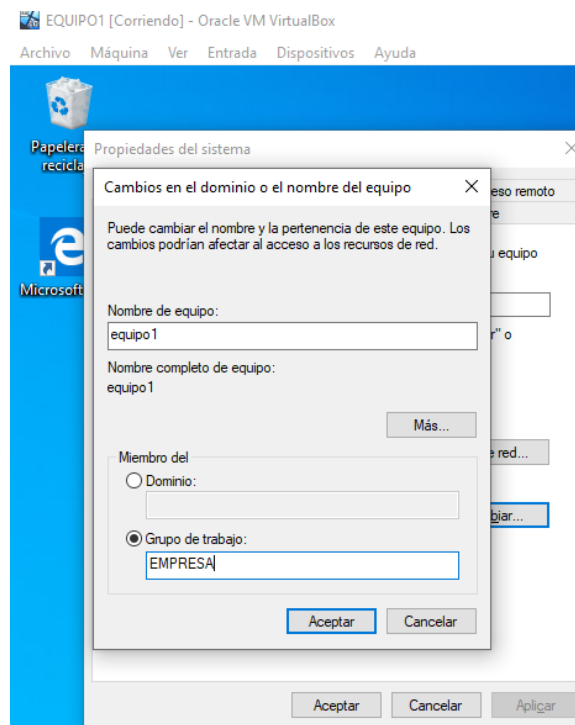 EQUIPO1 [Corriendo] - Oracle VM VirtualBox
Archivo Máquina Ver Entrada Dispositivos Ayuda
Papelera
recicla
Microsoft
Propiedades del sistema
eso remoto
re
u equipo
r" o
e red...
biar...
Cambios en el dominio o el nombre del equipo
Puede cambiar el nombre y la pertenencia de este equipo. Los
cambios podrían afectar al acceso a los recursos de red.
Nombre de equipo:
equipo1
Nombre completo de equipo:
equipo1
Más...
Miembro del
Dominio:
Grupo de trabajo:
EMPRESA
Aceptar Cancelar
Aceptar Cancelar Aplicar